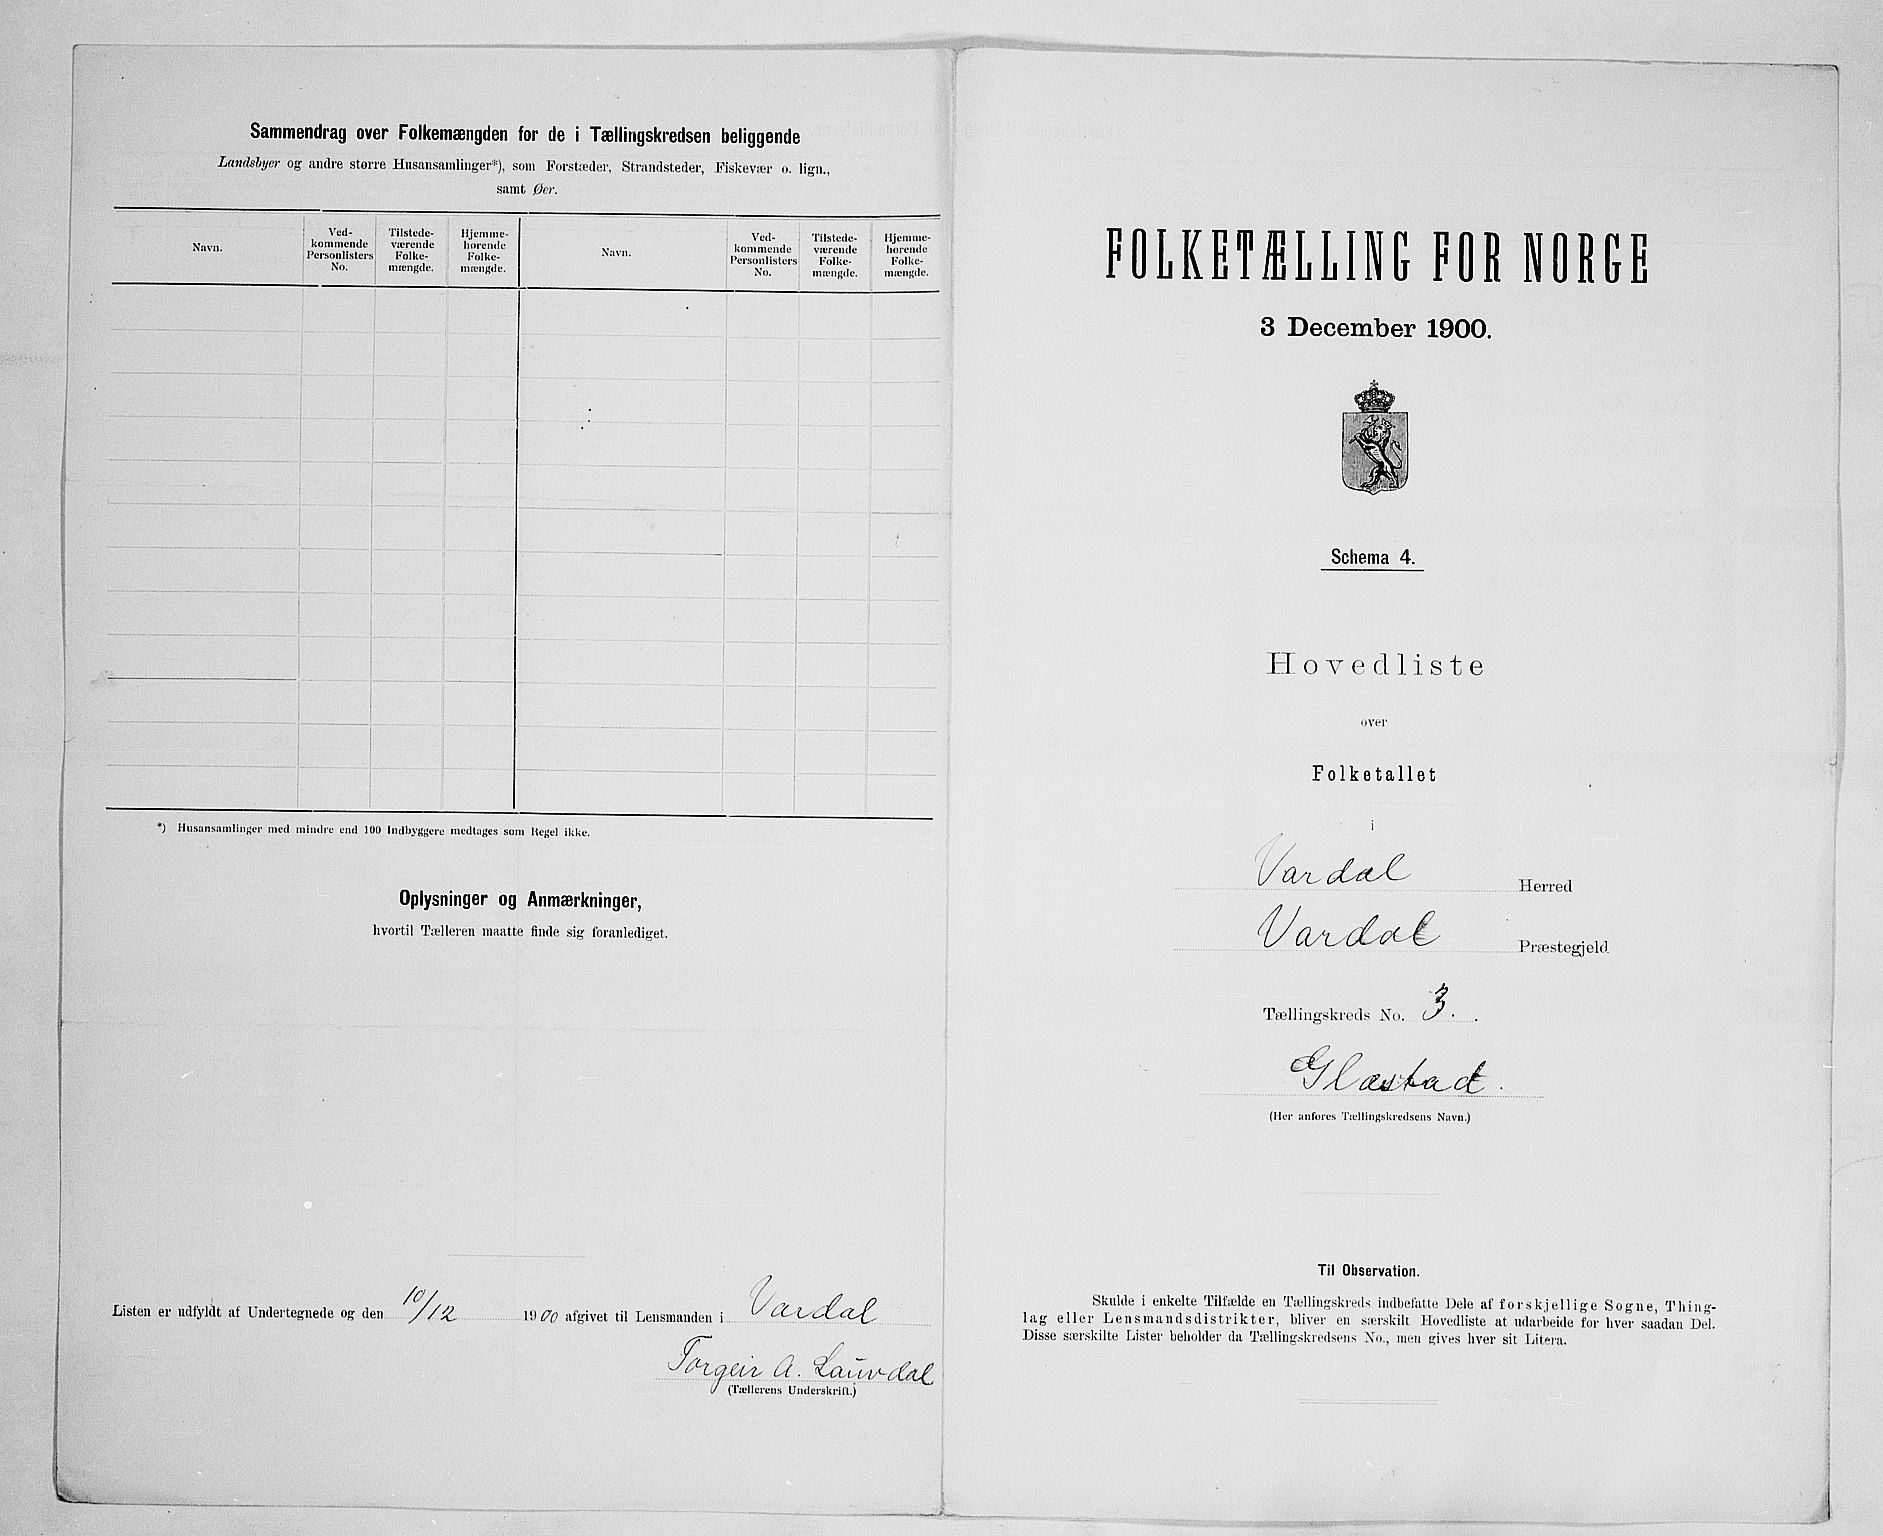 Sammendrag over Folkemængden for de i Tællingskredsen beliggende
Landsbyer og andre større Husansamlinger*), som Forstæder, Strandsteder, Fiskevær o. lign.,
samt Øer.
Navn.
Ved-
kommende
Personlisters
No.
Tilstede-
værende
Folke-
mængde.
Hjemme-
hørende
Folke-
mængde.
Navn.
Ved-
kommende
Personlisters
No.
Tilstede-
værende
Folke-
mængde.
Hjemme-
hørende
Folke-
mængde.
*) Husansamlinger med mindre end 100 Indbyggere medtages som Regel ikke.
Oplysninger og Anmærkninger,
hvortil Tælleren maatte finde sig foranlediget.
Listen er udfyldt af Undertegnede og den 10/12 1900 afgivet til Lensmanden i Vardal
Torgeir A. Lauvdal
(Tællerens Underskrift.)
FOLKETÆLLING FOR NORGE
3 December 1900.
Schema 4.
Hovedliste
over
Folketallet
i
Vardal Herred
Vardal Præstegjeld
Tællingskreds No. 3.
Glæstad.
(Her anføres Tællingskredsens Navn.)
Til Observation.
Skulde i enkelte Tilfælde en Tællingskreds indbefatte Dele af forskjellige Sogne, Thing-
lag eller Lensmandsdistrikter, bliver en særskilt Hovedliste at udarbeide for hver saadan Del.
Disse særskilte Lister beholder da Tællingskredsens No., men gives hver sit Litera.